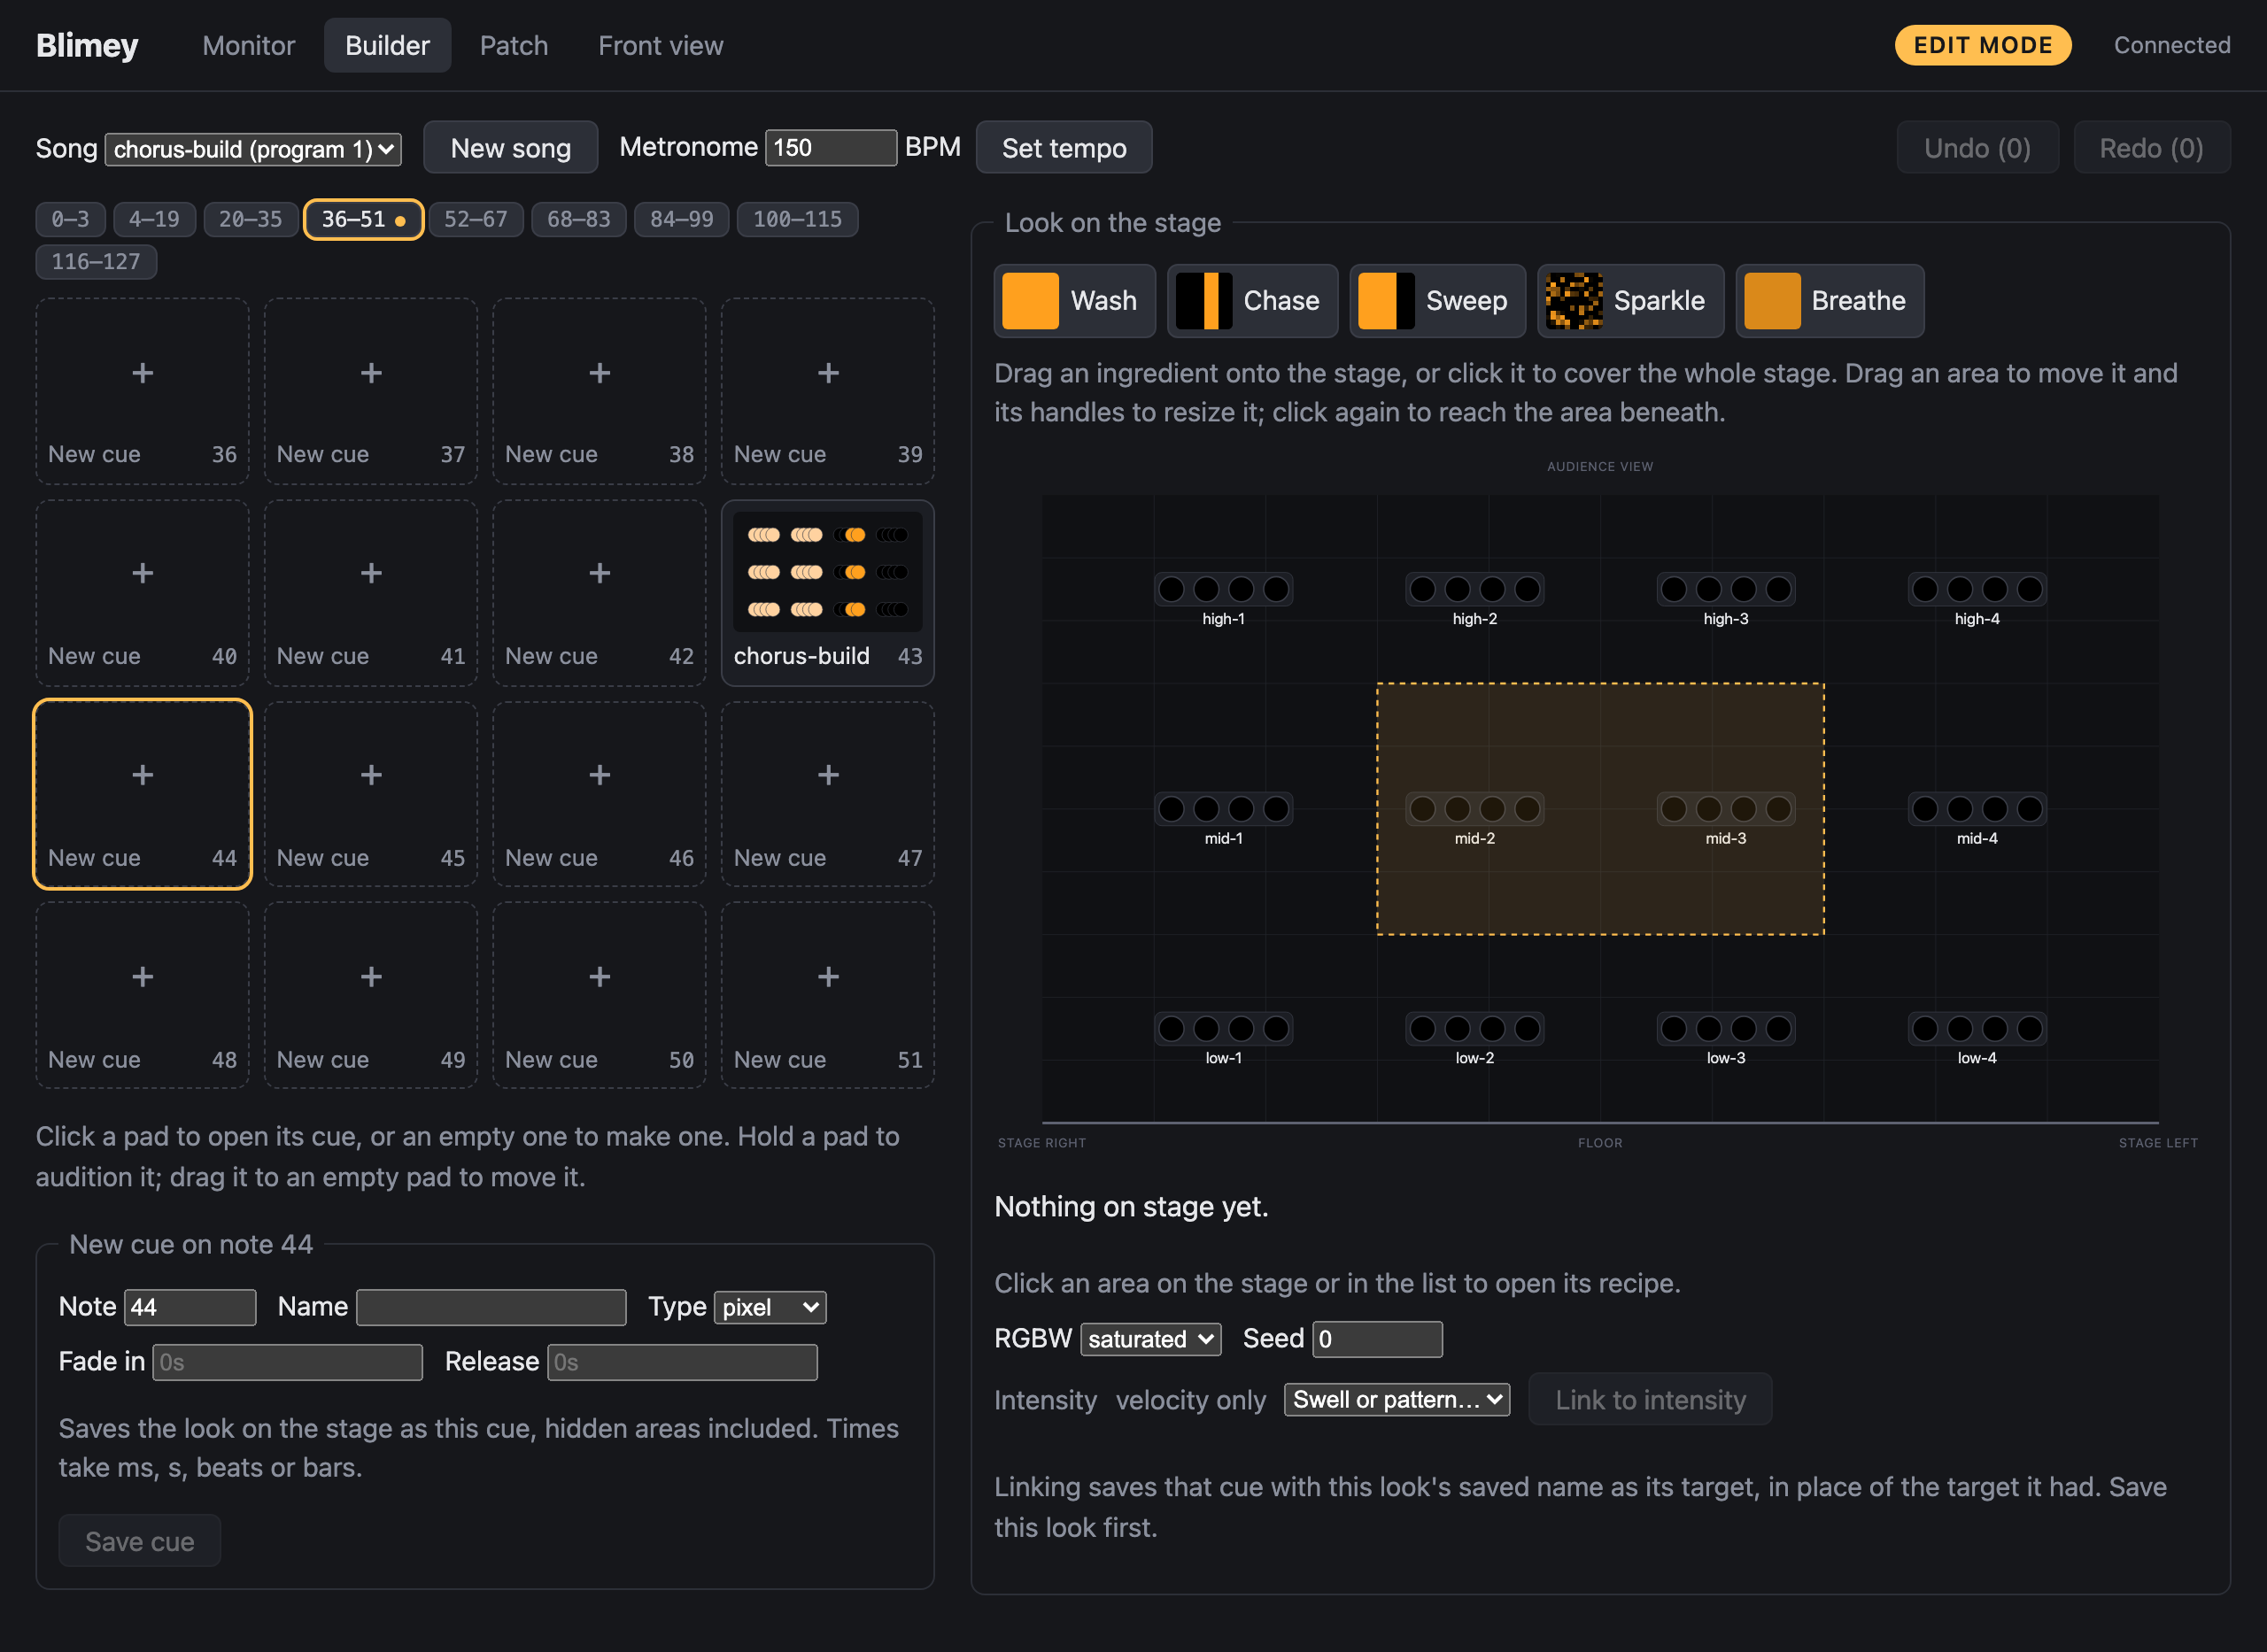 Blimey Monitor Builder Patch Front view EDIT MODE Connected
Song chorus-build (program 1) New song Metronome 150 BPM Set tempo Undo (0) Redo (0)
0–3 4–19 20–35 36–51 52–67 68–83 84–99 100–115
116–127
+ + + +
New cue 36 New cue 37 New cue 38 New cue 39
+ + +
New cue 40 New cue 41 New cue 42 chorus-build 43
+ + + +
New cue 44 New cue 45 New cue 46 New cue 47
+ + + +
New cue 48 New cue 49 New cue 50 New cue 51
Click a pad to open its cue, or an empty one to make one. Hold a pad to
audition it; drag it to an empty pad to move it.
New cue on note 44
Note 44 Name Type pixel
Fade in 0s Release 0s
Saves the look on the stage as this cue, hidden areas included. Times
take ms, s, beats or bars.
Save cue
Look on the stage
Wash Chase Sweep Sparkle Breathe
Drag an ingredient onto the stage, or click it to cover the whole stage. Drag an area to move it and
its handles to resize it; click again to reach the area beneath.
AUDIENCE VIEW
high-1 high-2 high-3 high-4
mid-1 mid-2 mid-3 mid-4
low-1 low-2 low-3 low-4
STAGE RIGHT FLOOR STAGE LEFT
Nothing on stage yet.
Click an area on the stage or in the list to open its recipe.
RGBW saturated Seed 0
Intensity velocity only Swell or pattern... Link to intensity
Linking saves that cue with this look's saved name as its target, in place of the target it had. Save
this look first.